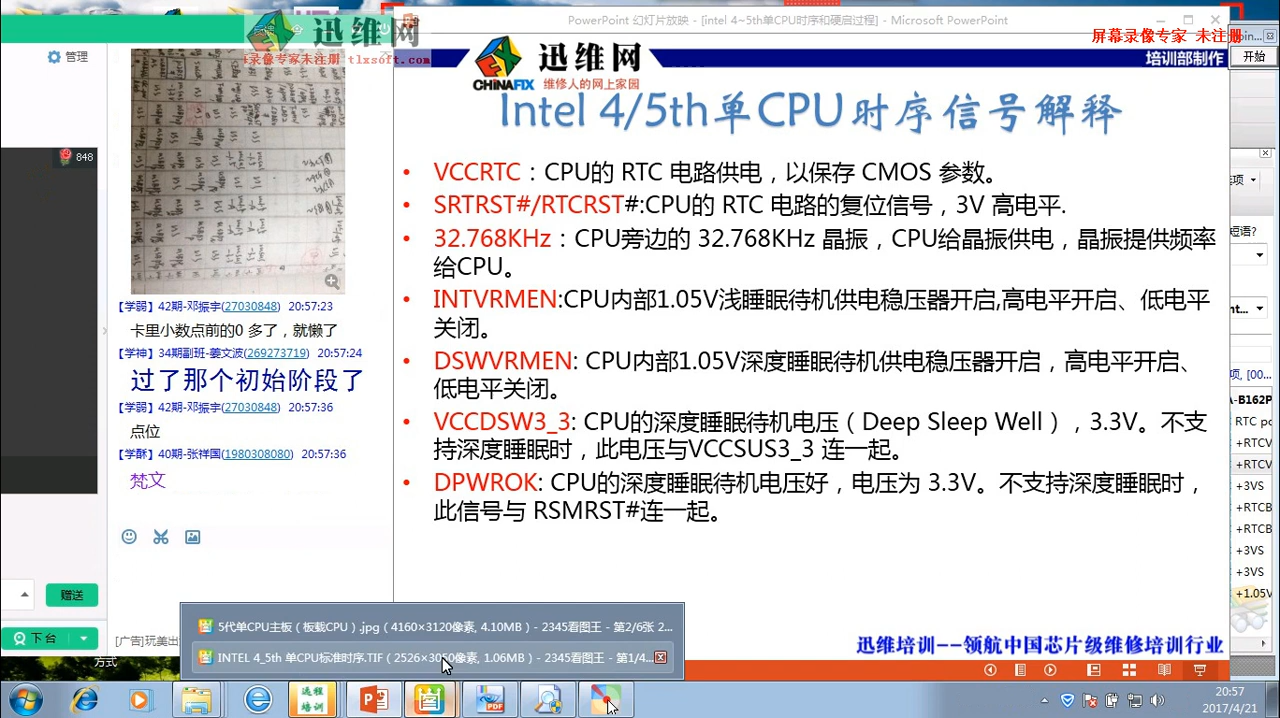 PowerPoint 幻灯片放映 - [intel 4~5th单CPU时序和硬启过程] - Microsoft PowerPoint
迅维网
屏幕录像专家 未注册
录像专家未注册 tlxsoft.com
管理
迅维网
CHINAFIX 维修人的网上家园
培训部制作
开始
Intel 4/5th单CPU时序信号解释
848
• VCCRTC：CPU的 RTC 电路供电，以保存 CMOS 参数。
• SRTRST#/RTCRST#:CPU的 RTC 电路的复位信号，3V 高电平.
• 32.768KHz：CPU旁边的 32.768KHz 晶振，CPU给晶振供电，晶振提供频率
给CPU。
• INTVRMEN:CPU内部1.05V浅睡眠待机供电稳压器开启,高电平开启、低电平
关闭。
• DSWVRMEN: CPU内部1.05V深度睡眠待机供电稳压器开启，高电平开启、
低电平关闭。
• VCCDSW3_3: CPU的深度睡眠待机电压（Deep Sleep Well），3.3V。不支
持深度睡眠时，此电压与VCCSUS3_3 连一起。
• DPWROK: CPU的深度睡眠待机电压好，电压为 3.3V。不支持深度睡眠时，
此信号与 RSMRST#连一起。
【学弱】42期-邓振宇(27030848) 20:57:23
卡里小数点前的0 多了，就懒了
【学神】34期副班-姜文波(269273719) 20:57:24
过了那个初始阶段了
【学弱】42期-邓振宇(27030848) 20:57:36
点位
【学酥】40期-张祥国(1980308080) 20:57:36
梵文
赠送
下台
方式
5代单CPU主板（板载CPU）.jpg（4160×3120像素, 4.10MB）- 2345看图王 - 第2/6张 2...
INTEL 4_5th 单CPU标准时序.TIF（2526×3050像素, 1.06MB）- 2345看图王 - 第1/4...
迅维培训--领航中国芯片级维修培训行业
短语?
-B162P
RTC
+RTCV
+RTCV
+3VS
+3VS
+RTCB
+RTCB
+3VS
+3VS
+1.05V
远程
培训
PDF
20:57
2017/4/21